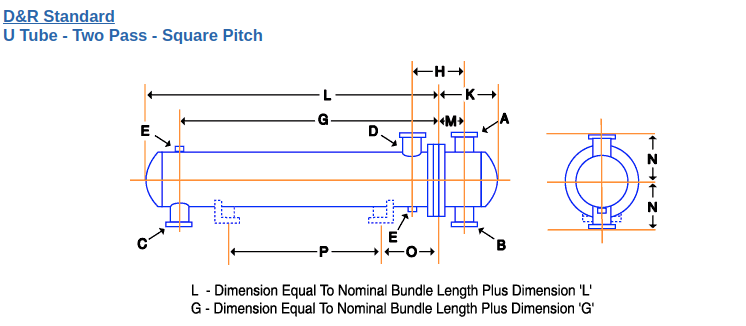 D&R Standard
U Tube - Two Pass - Square Pitch
H
L
K
G
M
A
E
D
N
N
C
E
B
P
O
L - Dimension Equal To Nominal Bundle Length Plus Dimension 'L'
G - Dimension Equal To Nominal Bundle Length Plus Dimension 'G'